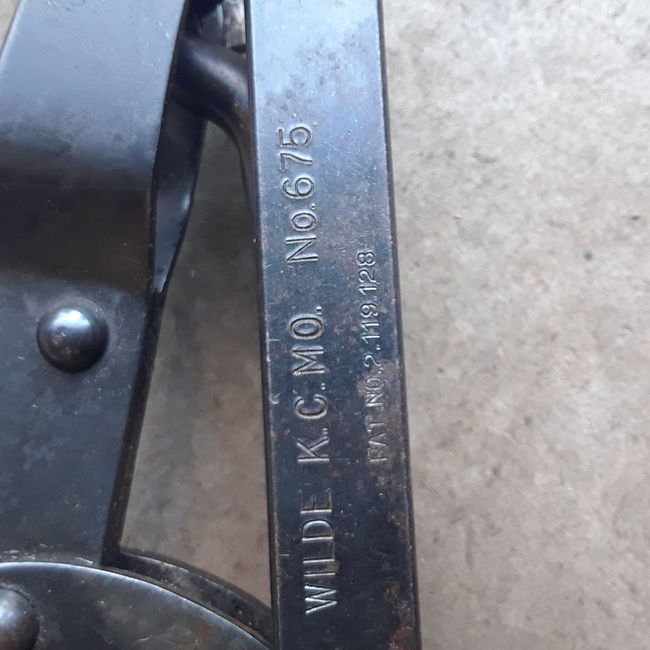 WILDE K.C.MO. No.675
PAT. NO. 2.119.128